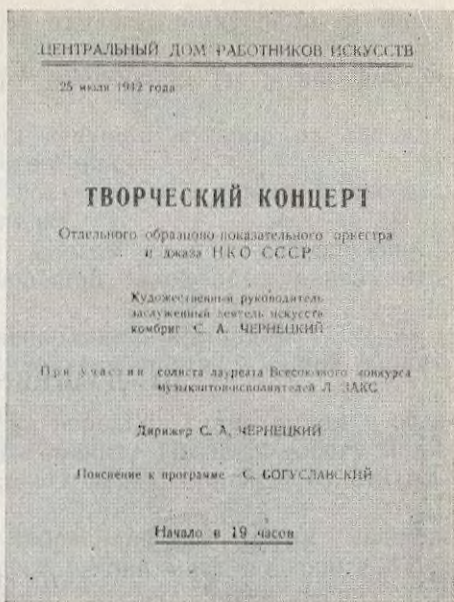 ЦЕНТРАЛЬНЫЙ ДОМ РАБОТНИКОВ ИСКУССТВ
25 июля 1942 года
ТВОРЧЕСКИЙ КОНЦЕРТ
Отдельного образцово-показательного оркестра
и джаза НКО СССР
Художественный руководитель
заслуженный деятель искусств
комбриг С. А. ЧЕРНЕЦКИЙ
При участии солиста лауреата Всесоюзного конкурса
музыкантов-исполнителей Л. ЗАКС
Дирижер С. А. ЧЕРНЕЦКИЙ
Пояснение к программе — С. БОГУСЛАВСКИЙ
Начало в 19 часов